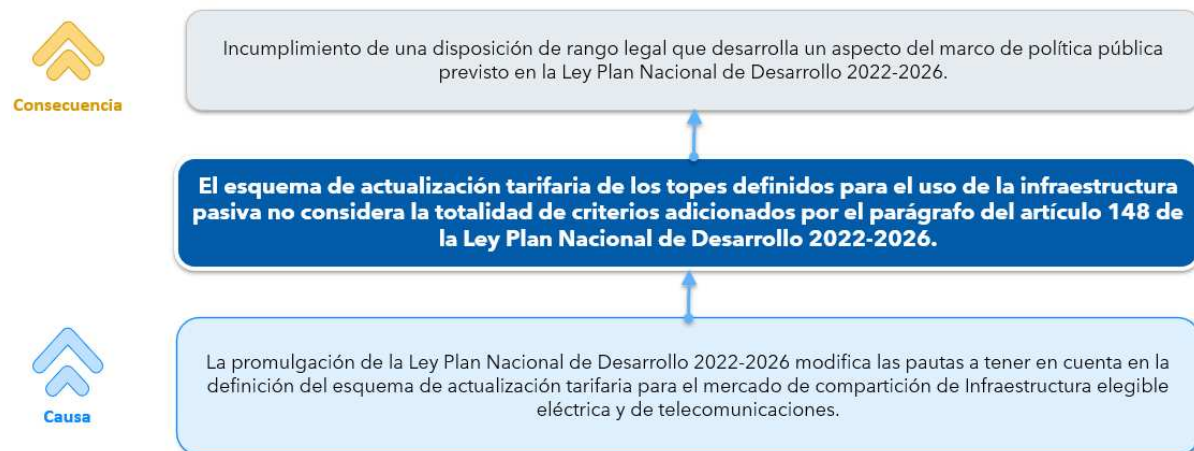 Incumplimiento de una disposición de rango legal que desarrolla un aspecto del marco de política pública
previsto en la Ley Plan Nacional de Desarrollo 2022-2026.
Consecuencia
El esquema de actualización tarifaria de los topes definidos para el uso de la infraestructura
pasiva no considera la totalidad de criterios adicionados por el parágrafo del artículo 148 de
la Ley Plan Nacional de Desarrollo 2022-2026.
La promulgación de la Ley Plan Nacional de Desarrollo 2022-2026 modifica las pautas a tener en cuenta en la
definición del esquema de actualización tarifaria para el mercado de compartición de Infraestructura elegible
eléctrica y de telecomunicaciones.
Causa